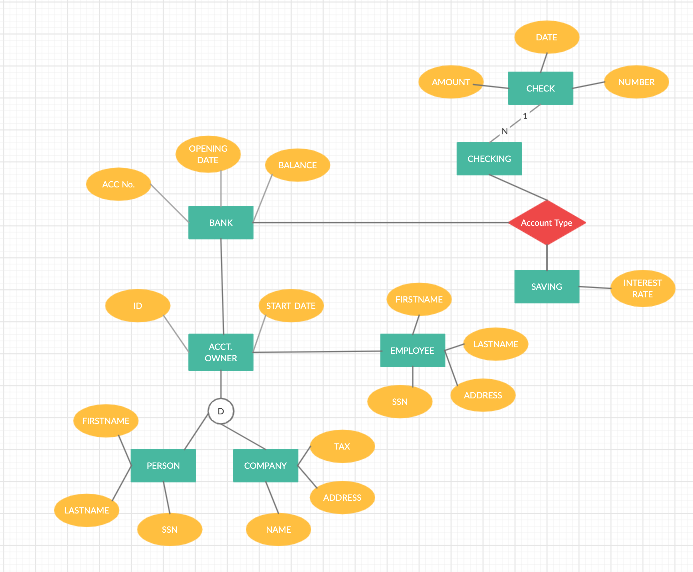 DATE
AMOUNT
CHECK
NUMBER
1
N
CHECKING
OPENING
DATE
BALANCE
ACC No.
BANK
Account Type
SAVING
INTEREST
RATE
ID
START DATE
FIRSTNAME
ACCT.
OWNER
EMPLOYEE
LASTNAME
SSN
ADDRESS
D
FIRSTNAME
PERSON
COMPANY
TAX
ADDRESS
LASTNAME
SSN
NAME